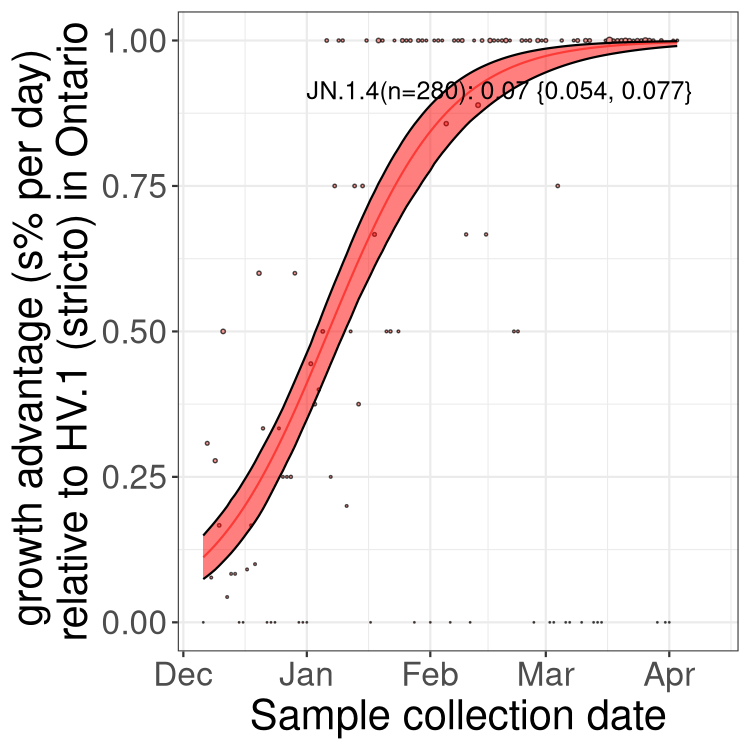 growth advantage (s% per day)
relative to HV.1 (stricto) in Ontario
1.00
0.75
0.50
0.25
0.00
JN.1.4(n=280): 0.07 {0.054, 0.077}
Dec Jan Feb Mar Apr
Sample collection date